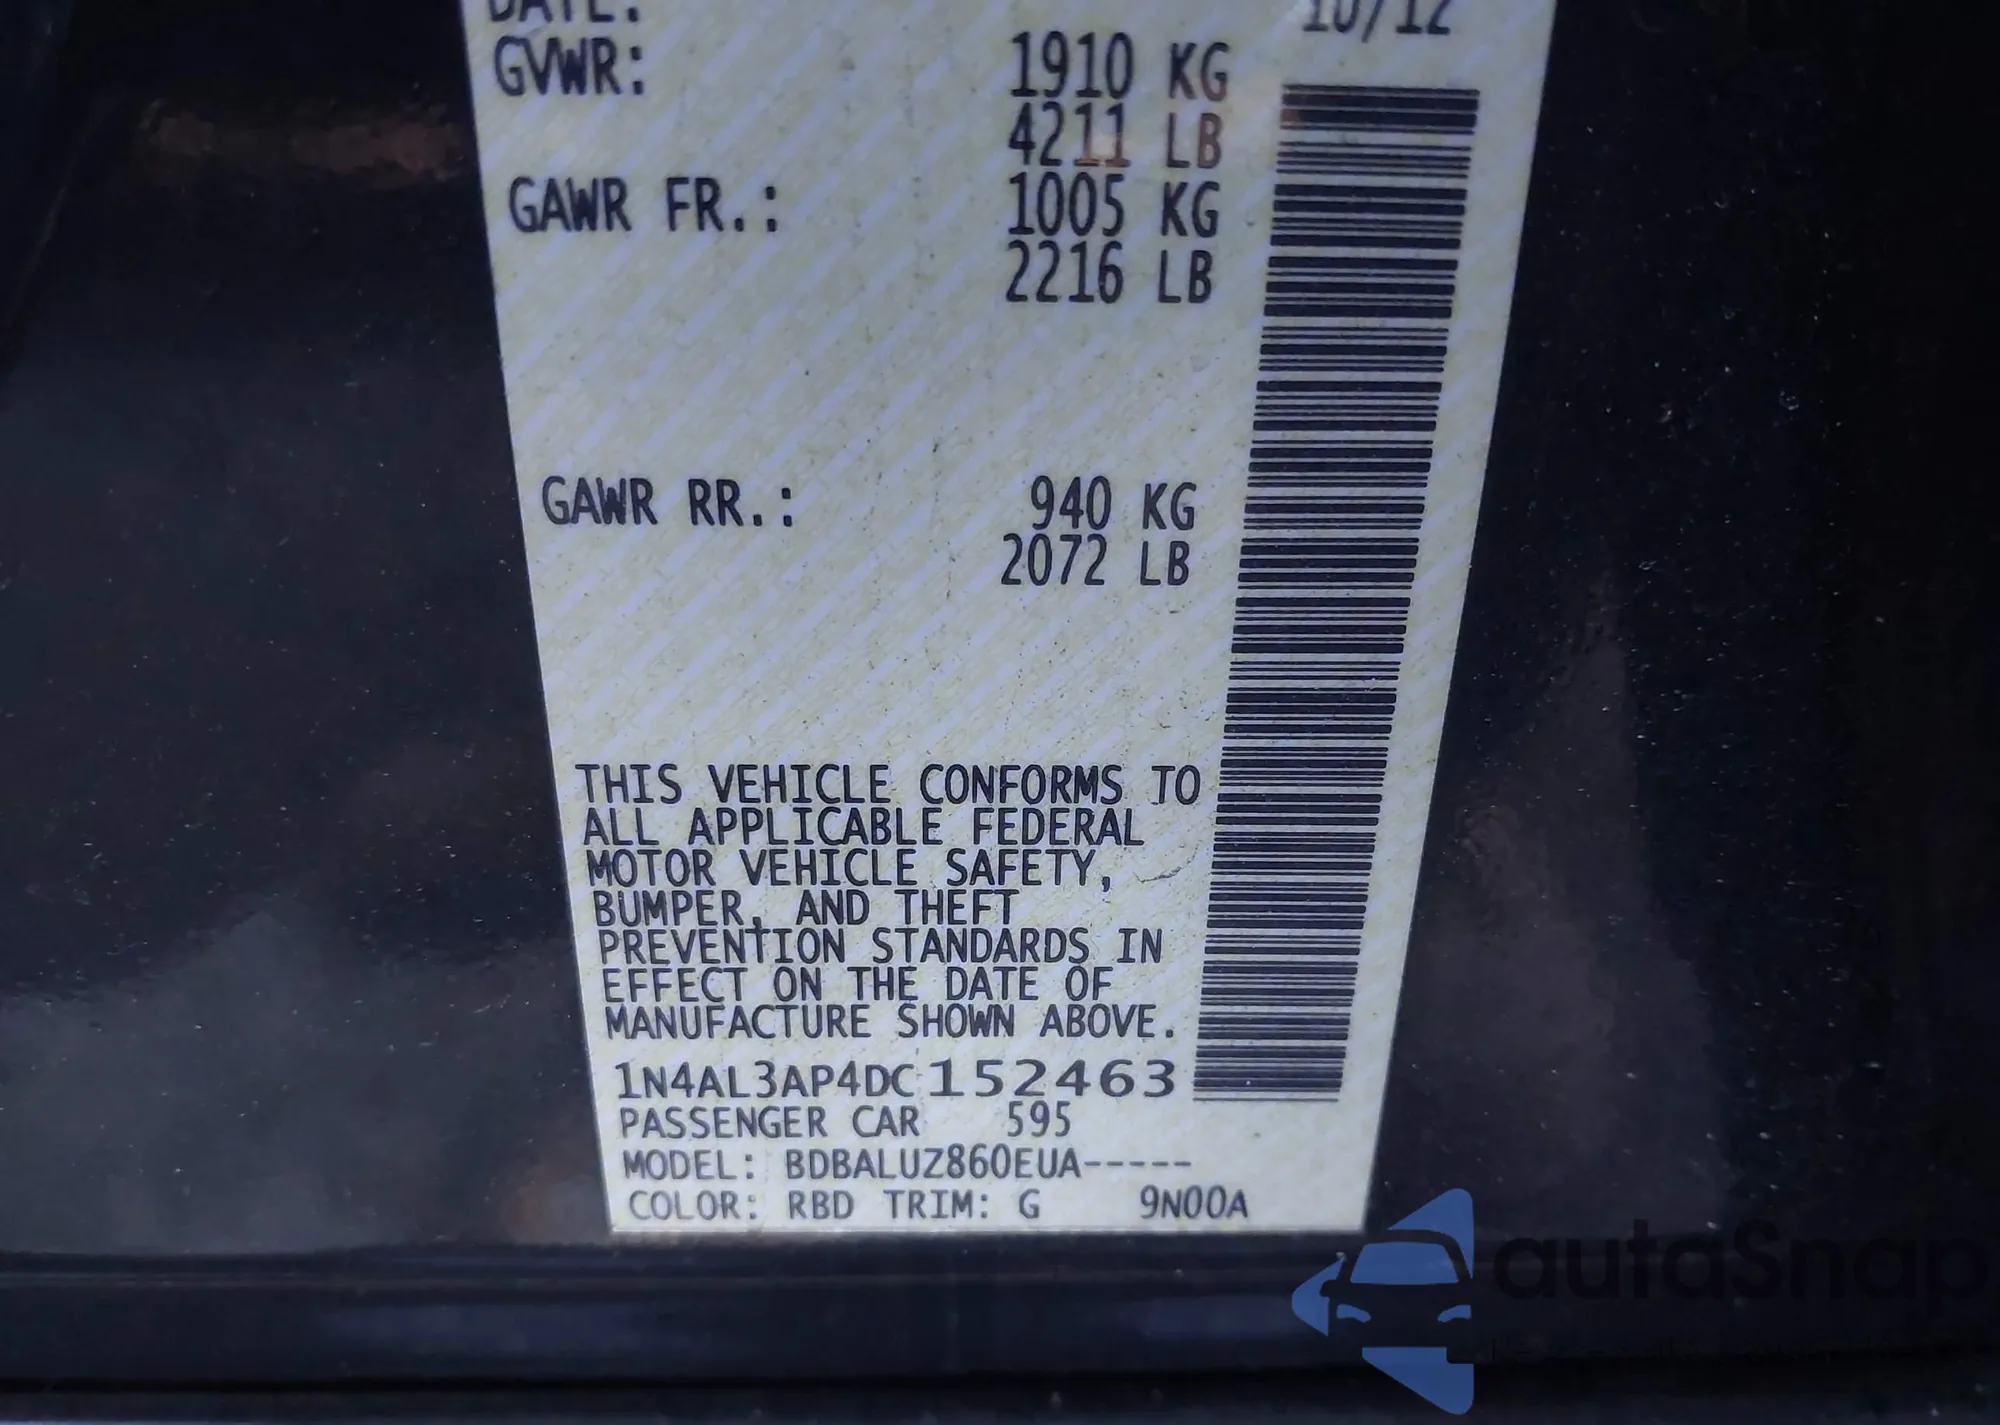 DATE: 10/12
GVWR: 1910 KG
4211 LB
GAWR FR.: 1005 KG
2216 LB
GAWR RR.: 940 KG
2072 LB
THIS VEHICLE CONFORMS TO
ALL APPLICABLE FEDERAL
MOTOR VEHICLE SAFETY,
BUMPER, AND THEFT
PREVENTION STANDARDS IN
EFFECT ON THE DATE OF
MANUFACTURE SHOWN ABOVE.
1N4AL3AP4DC152463
PASSENGER CAR 595
MODEL: BDBALUZ860EUA-----
COLOR: RBD TRIM: G 9N00A
autaSnap